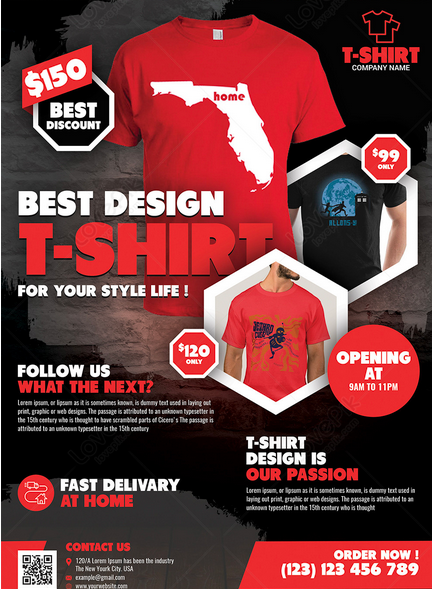 T-SHIRT
COMPANY NAME
$150
BEST
DISCOUNT
home
$99
ONLY
BEST DESIGN
T-SHIRT
FOR YOUR STYLE LIFE !
$120
ONLY
OPENING
AT
9AM TO 11PM
FOLLOW US
WHAT THE NEXT?
Lorem ipsum, or lipsum as it is sometimes known, is dummy text used in laying out
print, graphic or web designs. The passage is attributed to an unknown typesetter in
the 15th century who is thought to have scrambled parts of Cicero's The passage is
attributed to an unknown typesetter in the 15th century
T-SHIRT
DESIGN IS
OUR PASSION
Lorem ipsum, or lipsum as it is sometimes known, is dummy text used in laying out
print, graphic or web designs. The passage is attributed to an
unknown typesetter in the 15th century who is thought
FAST DELIVARY
AT HOME
CONTACT US
120/A Lorem Ipsum has been the industry
The New Yourk City. USA
example@gmail.com
www.yourwebsite.com
ORDER NOW !
(123) 123 456 789